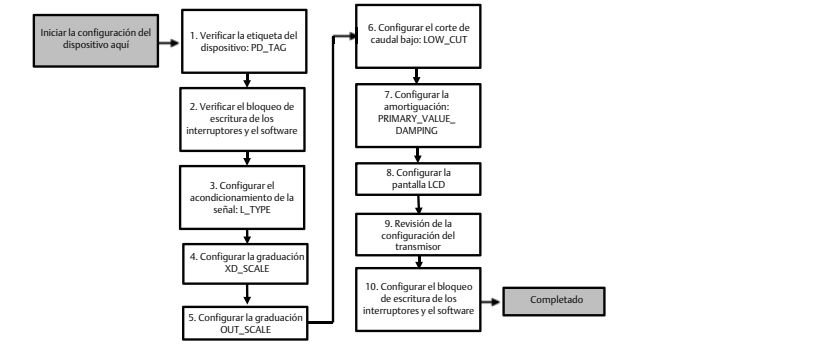 Iniciar la configuración del
dispositivo aquí
1. Verificar la etiqueta del
dispositivo: PD_TAG
2. Verificar el bloqueo de
escritura de los
interruptores y el software
3. Configurar el
acondicionamiento de la
señal: L_TYPE
4. Configurar la graduación
XD_SCALE
5. Configurar la graduación
OUT_SCALE
6. Configurar el corte de
caudal bajo: LOW_CUT
7. Configurar la
amortiguación:
PRIMARY_VALUE_
DAMPING
8. Configurar la
pantalla LCD
9. Revisión de la
configuración del
transmisor
10. Configurar el bloqueo
de escritura de los
interruptores y el software
Completado